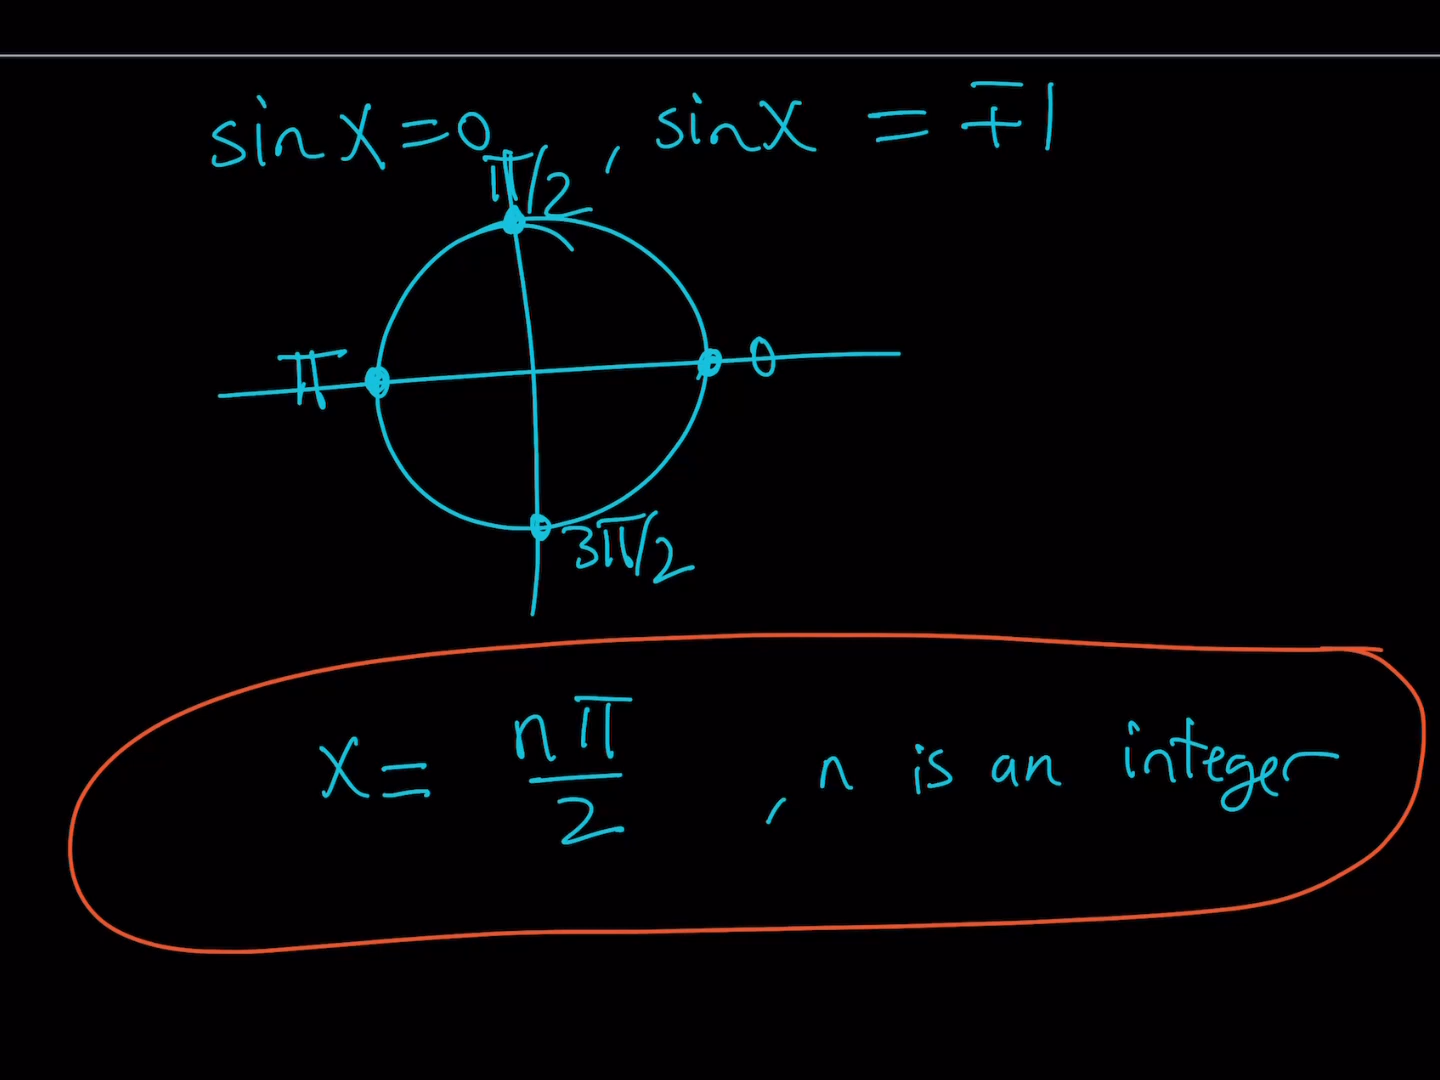 sin x = 0, sin x = ∓1
π/2
π 0
3π/2
x = nπ/2, n is an integer